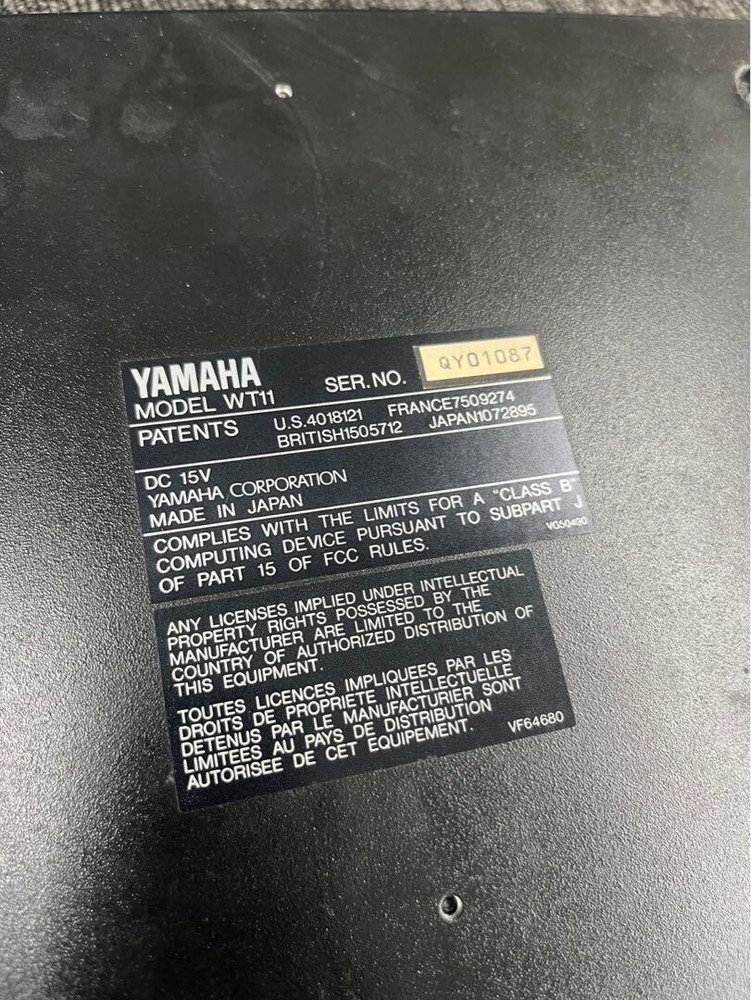 YAMAHA
MODEL WT11 SER.NO. QY01087
PATENTS U.S.4018121 FRANCE7509274
BRITISH1505712 JAPAN1072895
DC 15V
YAMAHA CORPORATION
MADE IN JAPAN
COMPLIES WITH THE LIMITS FOR A "CLASS B"
COMPUTING DEVICE PURSUANT TO SUBPART J
OF PART 15 OF FCC RULES.
VG50490
ANY LICENSES IMPLIED UNDER INTELLECTUAL
PROPERTY RIGHTS POSSESSED BY THE
MANUFACTURER ARE LIMITED TO THE
COUNTRY OF AUTHORIZED DISTRIBUTION OF
THIS EQUIPMENT.
TOUTES LICENCES IMPLIQUEES PAR LES
DROITS DE PROPRIETE INTELLECTUELLE
DETENUS PAR LE MANUFACTURIER SONT
LIMITEES AU PAYS DE DISTRIBUTION
AUTORISEE DE CET EQUIPEMENT.
VF64680